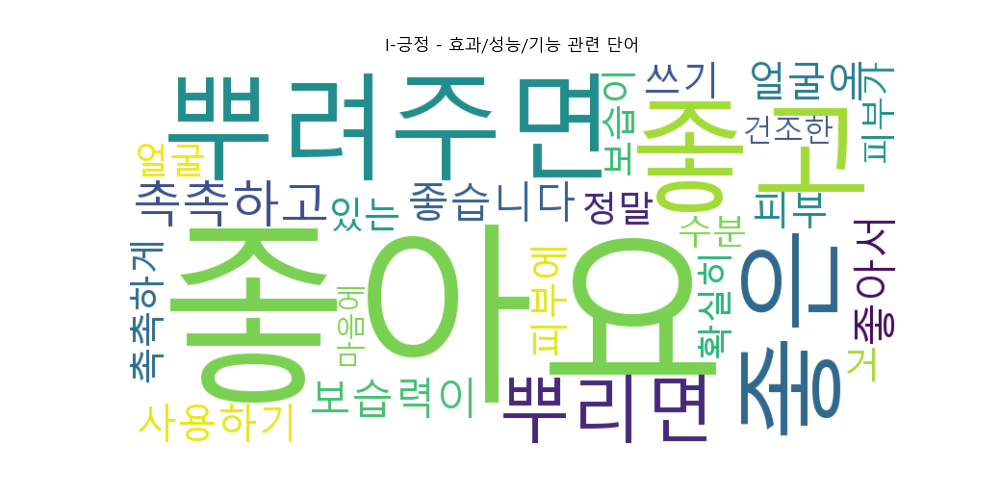 I-긍정 - 효과/성능/기능 관련 단어
뿌려주면
보습이
쓰기
얼굴에
피부가
좋고
건조한
얼굴
촉촉하고
있는
좋습니다
정말
수분
피부
좋아서
좋아요
좋은
촉촉하게
마음에
피부에
확실히
거
보습력이
뿌리면
사용하기